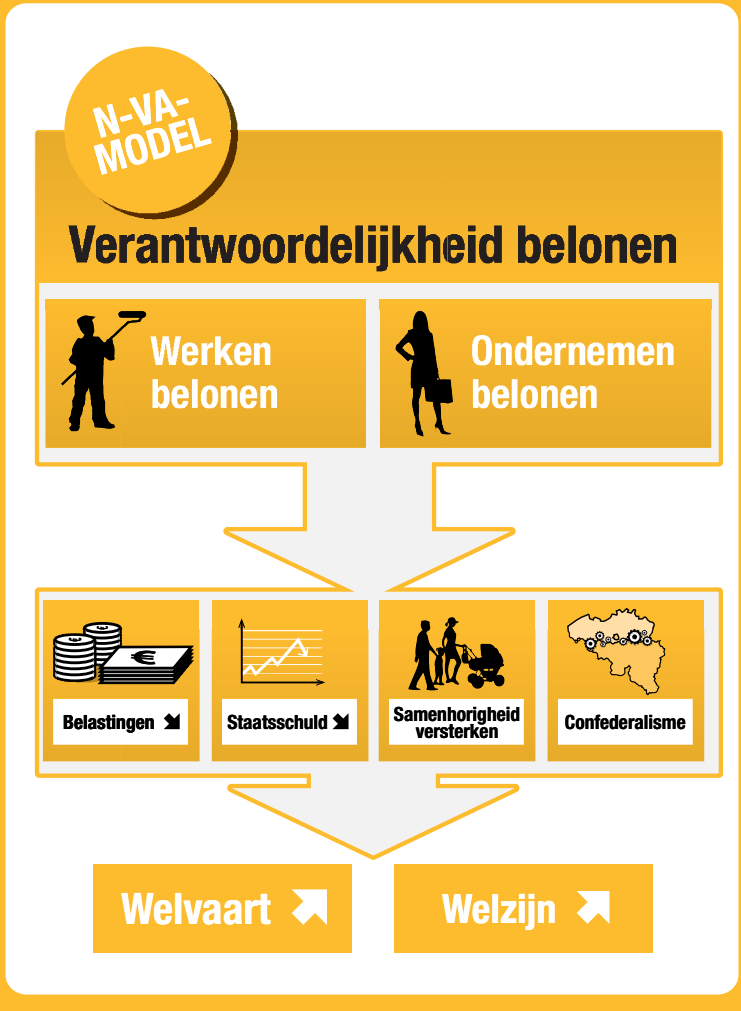 N-VA-
MODEL
Verantwoordelijkheid belonen
Werken
belonen
Ondernemen
belonen
€
Belastingen
Staatsschuld
Samenhorigheid
versterken
Confederalisme
Welvaart
Welzijn